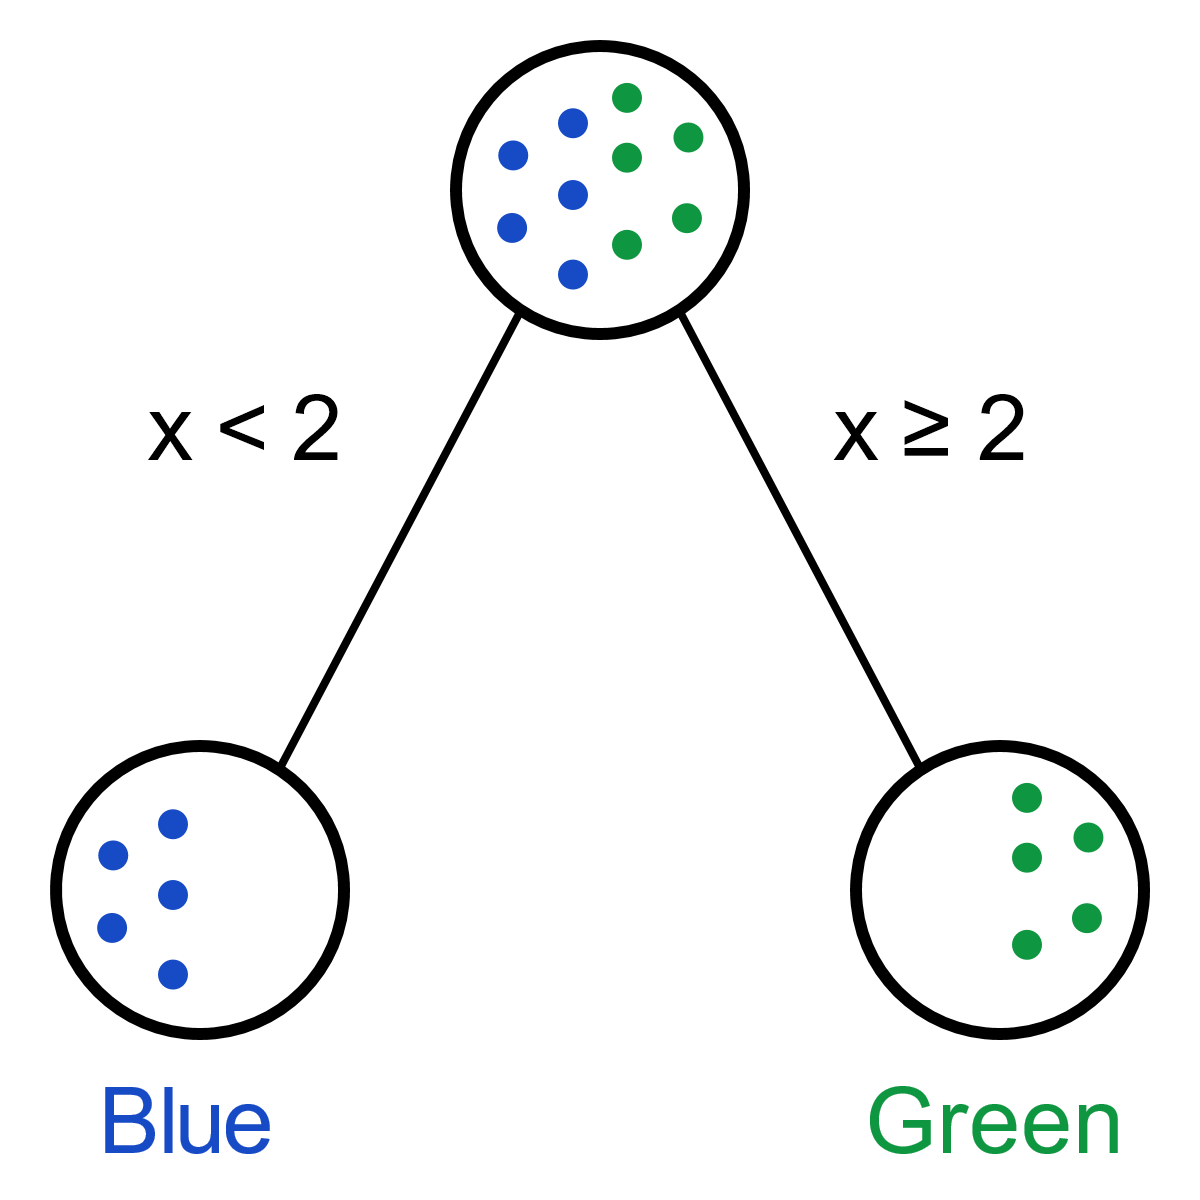 x < 2
x ≥ 2
Blue
Green